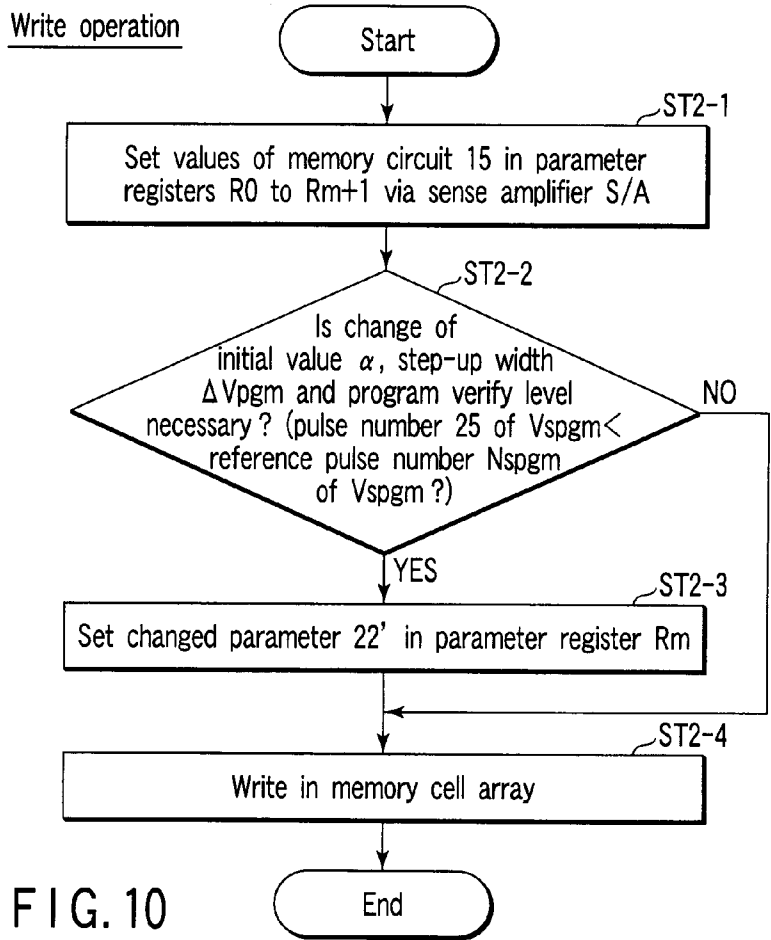 Write operation
Start
ST2-1
Set values of memory circuit 15 in parameter
registers R0 to Rm+1 via sense amplifier S/A
ST2-2
Is change of
initial value α, step-up width
ΔVpgm and program verify level
necessary? (pulse number 25 of Vspgm<
reference pulse number Nspgm
of Vspgm?)
NO
YES
ST2-3
Set changed parameter 22' in parameter register Rm
ST2-4
Write in memory cell array
End
FIG. 10